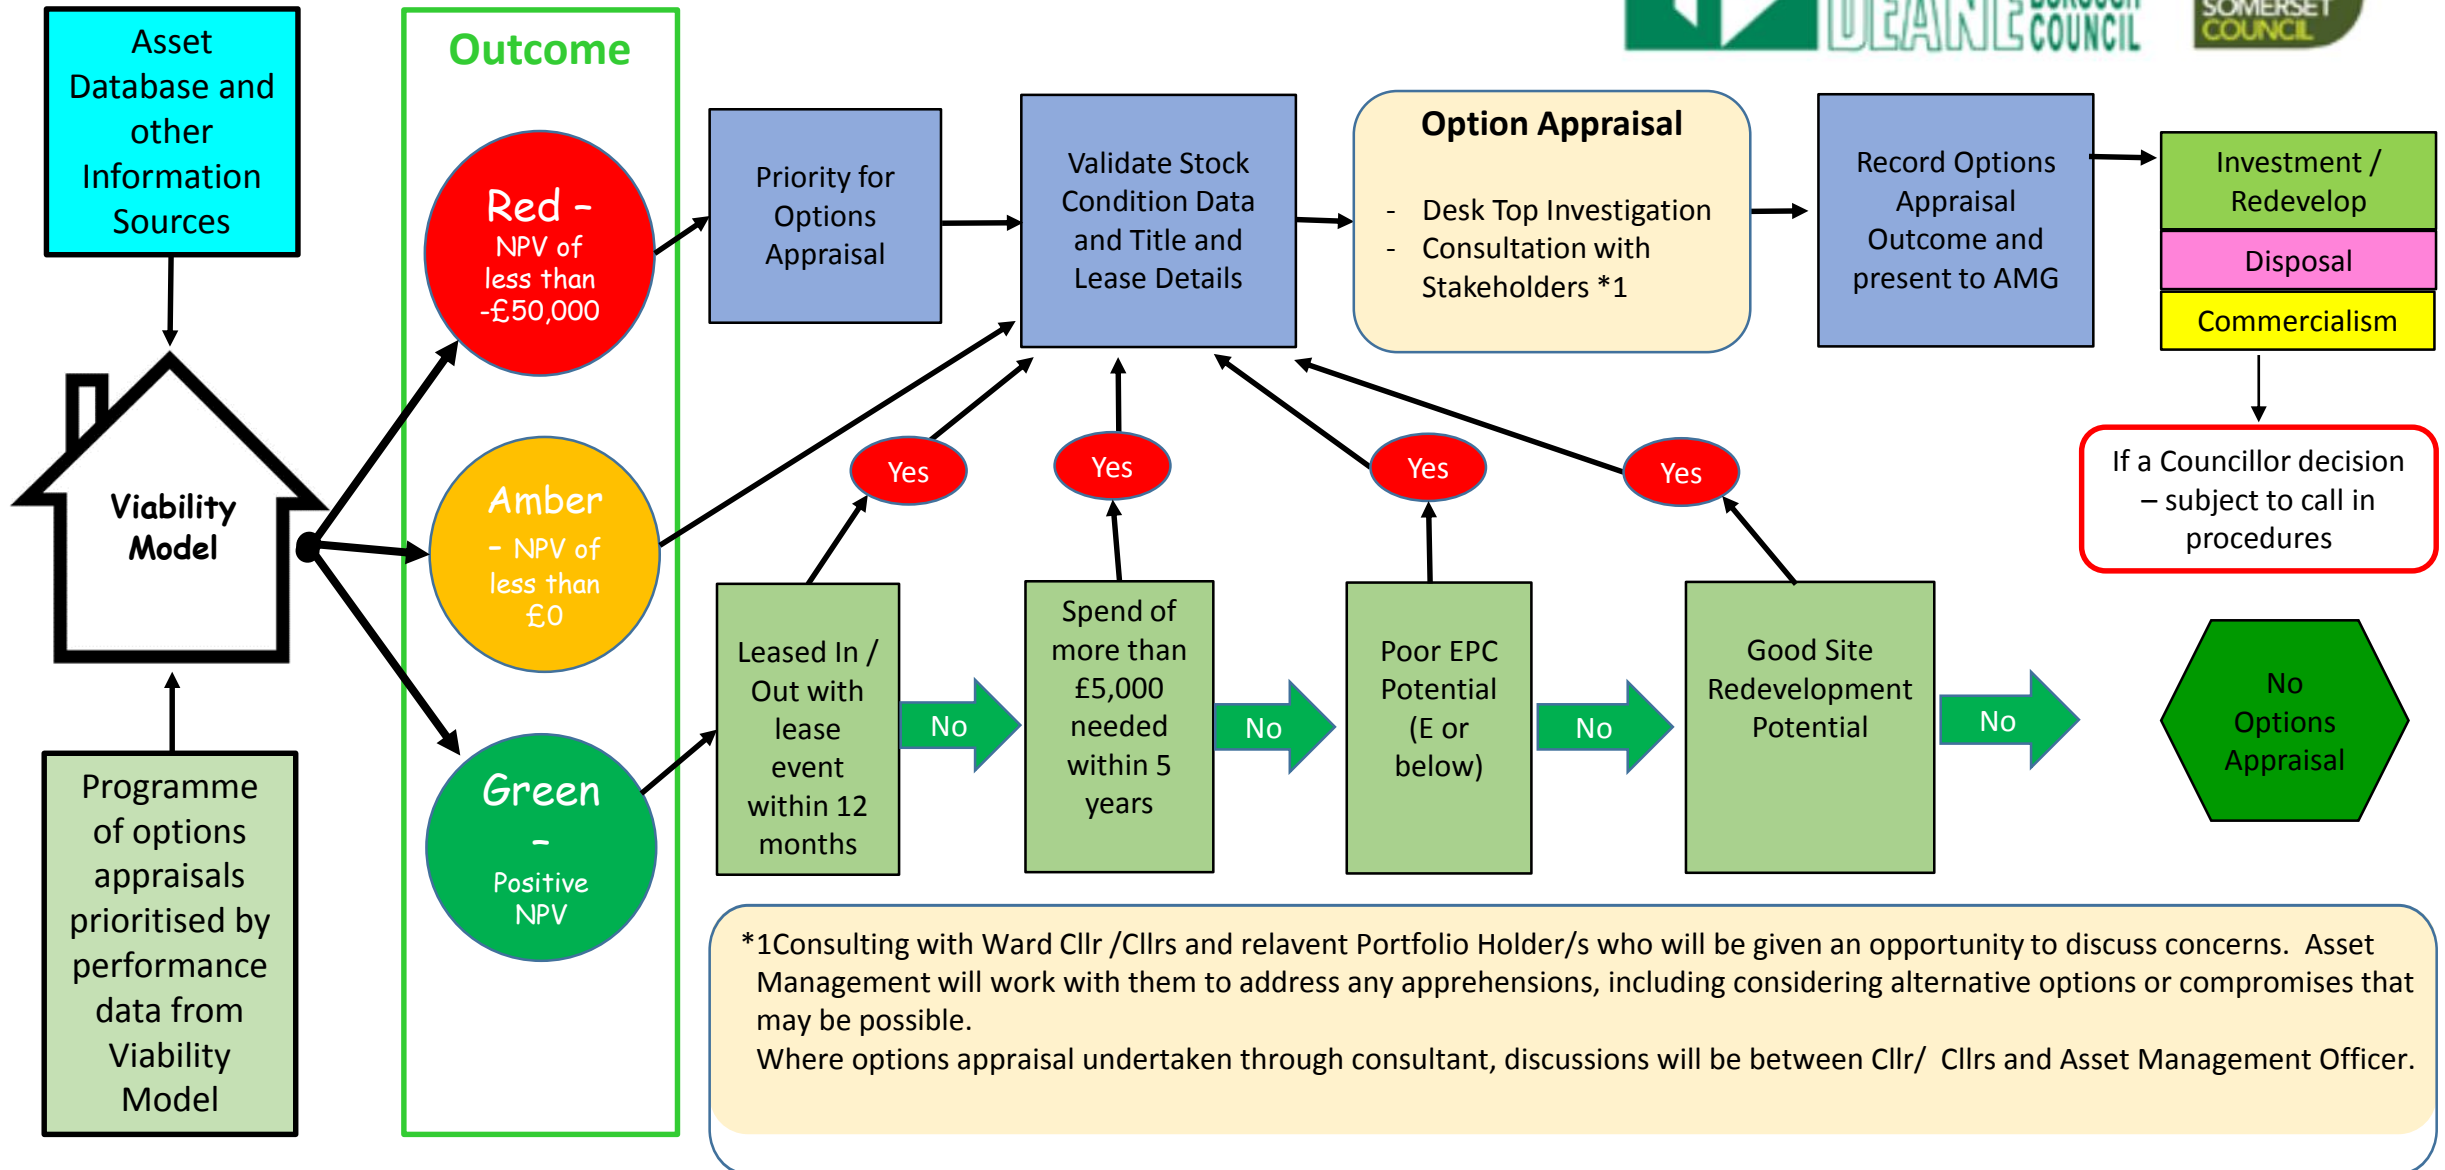 DEANE
BOROUGH
COUNCIL
SOMERSET
COUNCIL
Asset
Database and
other
Information
Sources
Viability
Model
Programme
of options
appraisals
prioritised by
performance
data from
Viability
Model
Outcome
Red –
NPV of
less than
-£50,000
Amber
– NPV of
less than
£0
Green
–
Positive
NPV
Priority for
Options
Appraisal
Validate Stock
Condition Data
and Title and
Lease Details
Option Appraisal
- Desk Top Investigation
- Consultation with
Stakeholders *1
Record Options
Appraisal
Outcome and
present to AMG
Investment /
Redevelop
Disposal
Commercialism
If a Councillor decision
– subject to call in
procedures
Yes
Yes
Yes
Yes
Leased In /
Out with
lease
event
within 12
months
No
Spend of
more than
£5,000
needed
within 5
years
No
Poor EPC
Potential
(E or
below)
No
Good Site
Redevelopment
Potential
No
No
Options
Appraisal
*1Consulting with Ward Cllr /Cllrs and relavent Portfolio Holder/s who will be given an opportunity to discuss concerns. Asset
Management will work with them to address any apprehensions, including considering alternative options or compromises that
may be possible.
Where options appraisal undertaken through consultant, discussions will be between Cllr/ Cllrs and Asset Management Officer.